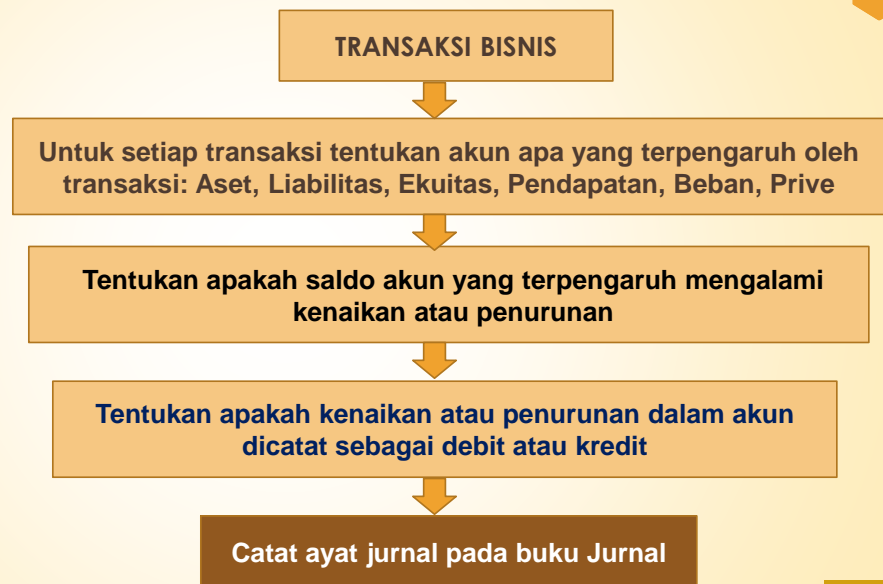 TRANSAKSI BISNIS
Untuk setiap transaksi tentukan akun apa yang terpengaruh oleh
transaksi: Aset, Liabilitas, Ekuitas, Pendapatan, Beban, Prive
Tentukan apakah saldo akun yang terpengaruh mengalami
kenaikan atau penurunan
Tentukan apakah kenaikan atau penurunan dalam akun
dicatat sebagai debit atau kredit
Catat ayat jurnal pada buku Jurnal